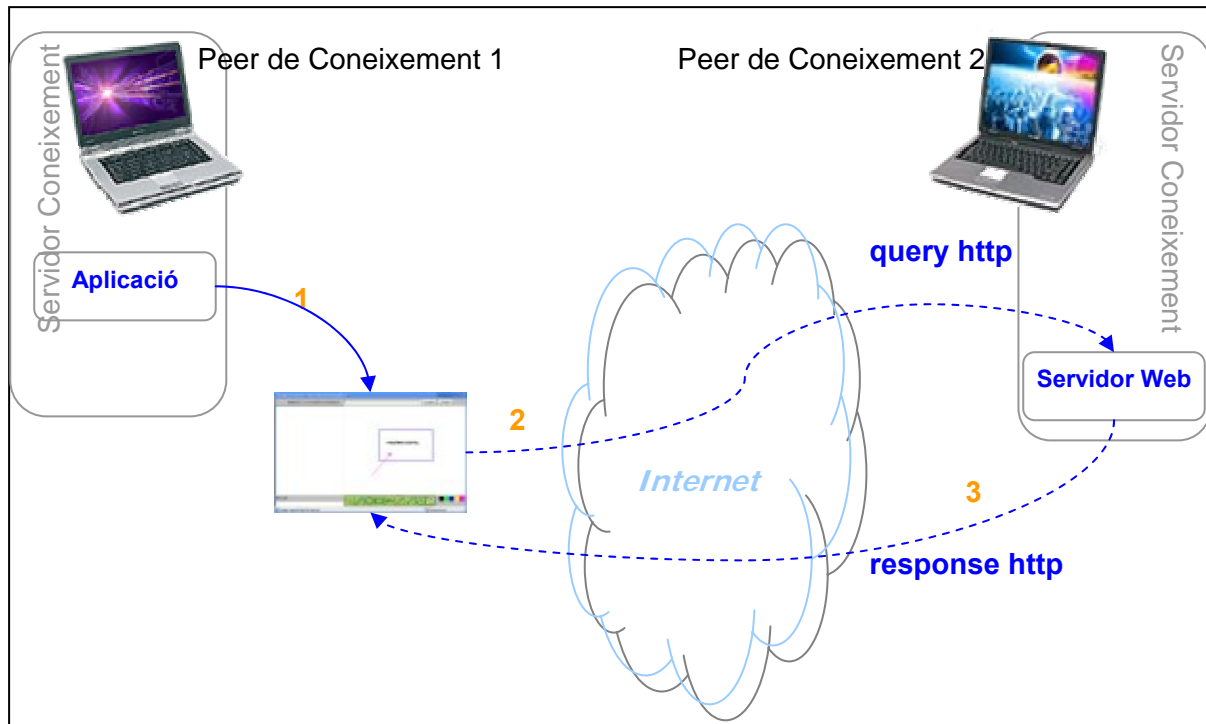 Peer de Coneixement 1
Peer de Coneixement 2
Servidor Coneixement
Servidor Coneixement
Aplicació
1
query http
Servidor Web
2
Internet
3
response http